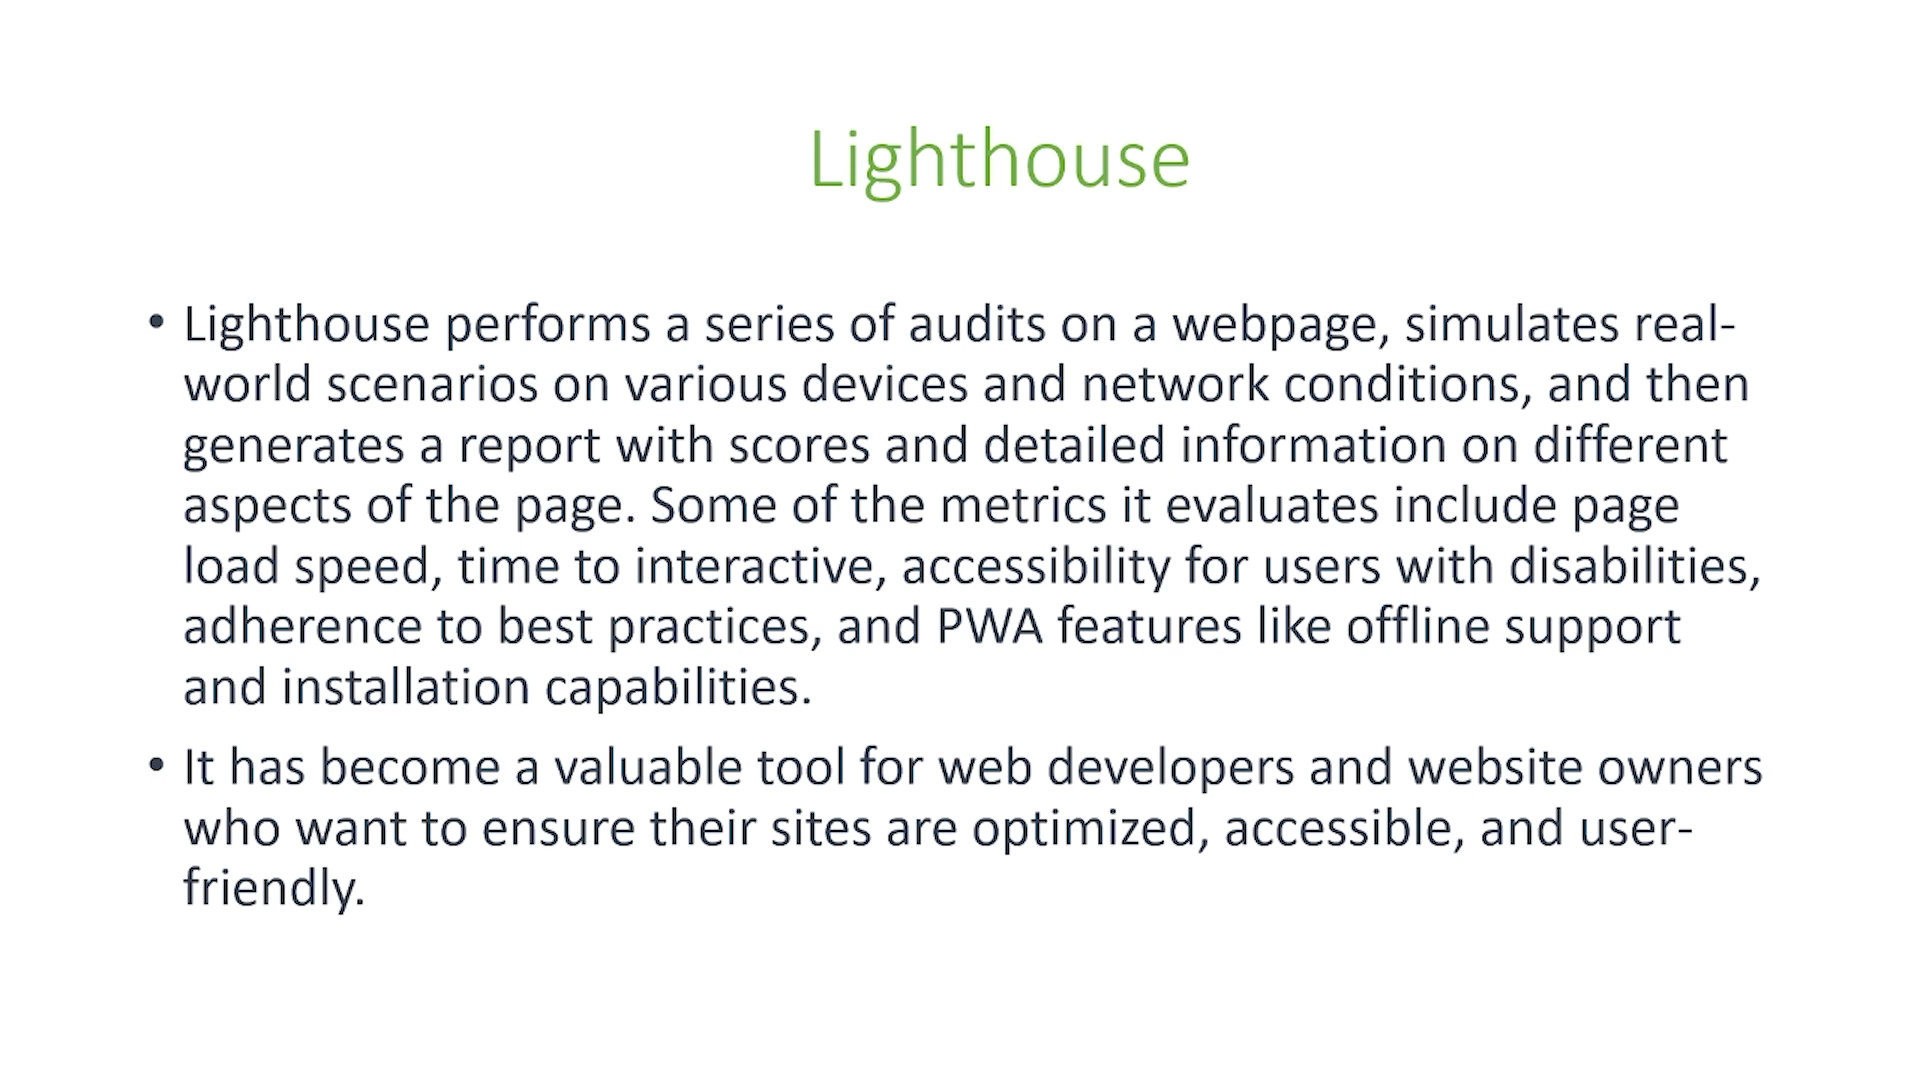 Lighthouse
• Lighthouse performs a series of audits on a webpage, simulates real-
world scenarios on various devices and network conditions, and then
generates a report with scores and detailed information on different
aspects of the page. Some of the metrics it evaluates include page
load speed, time to interactive, accessibility for users with disabilities,
adherence to best practices, and PWA features like offline support
and installation capabilities.
• It has become a valuable tool for web developers and website owners
who want to ensure their sites are optimized, accessible, and user-
friendly.